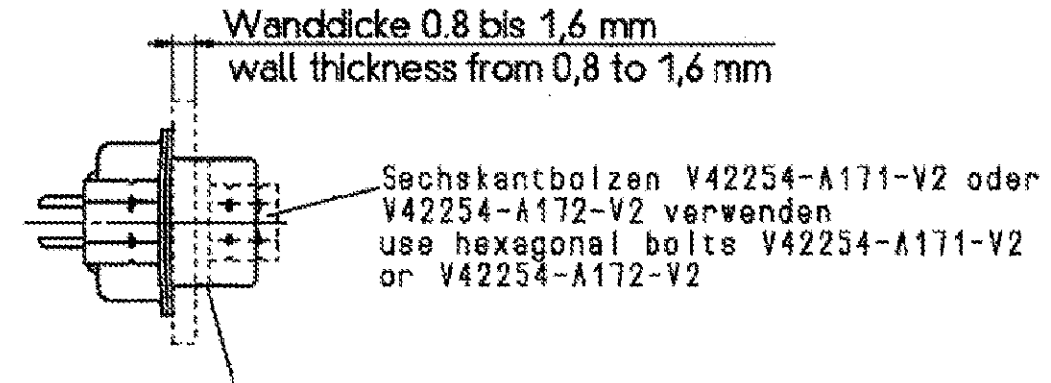 Wanddicke 0.8 bis 1,6 mm
wall thickness from 0,8 to 1,6 mm
Sechskantbolzen V42254-A171-V2 oder
V42254-A172-V2 verwenden
use hexagonal bolts V42254-A171-V2
or V42254-A172-V2